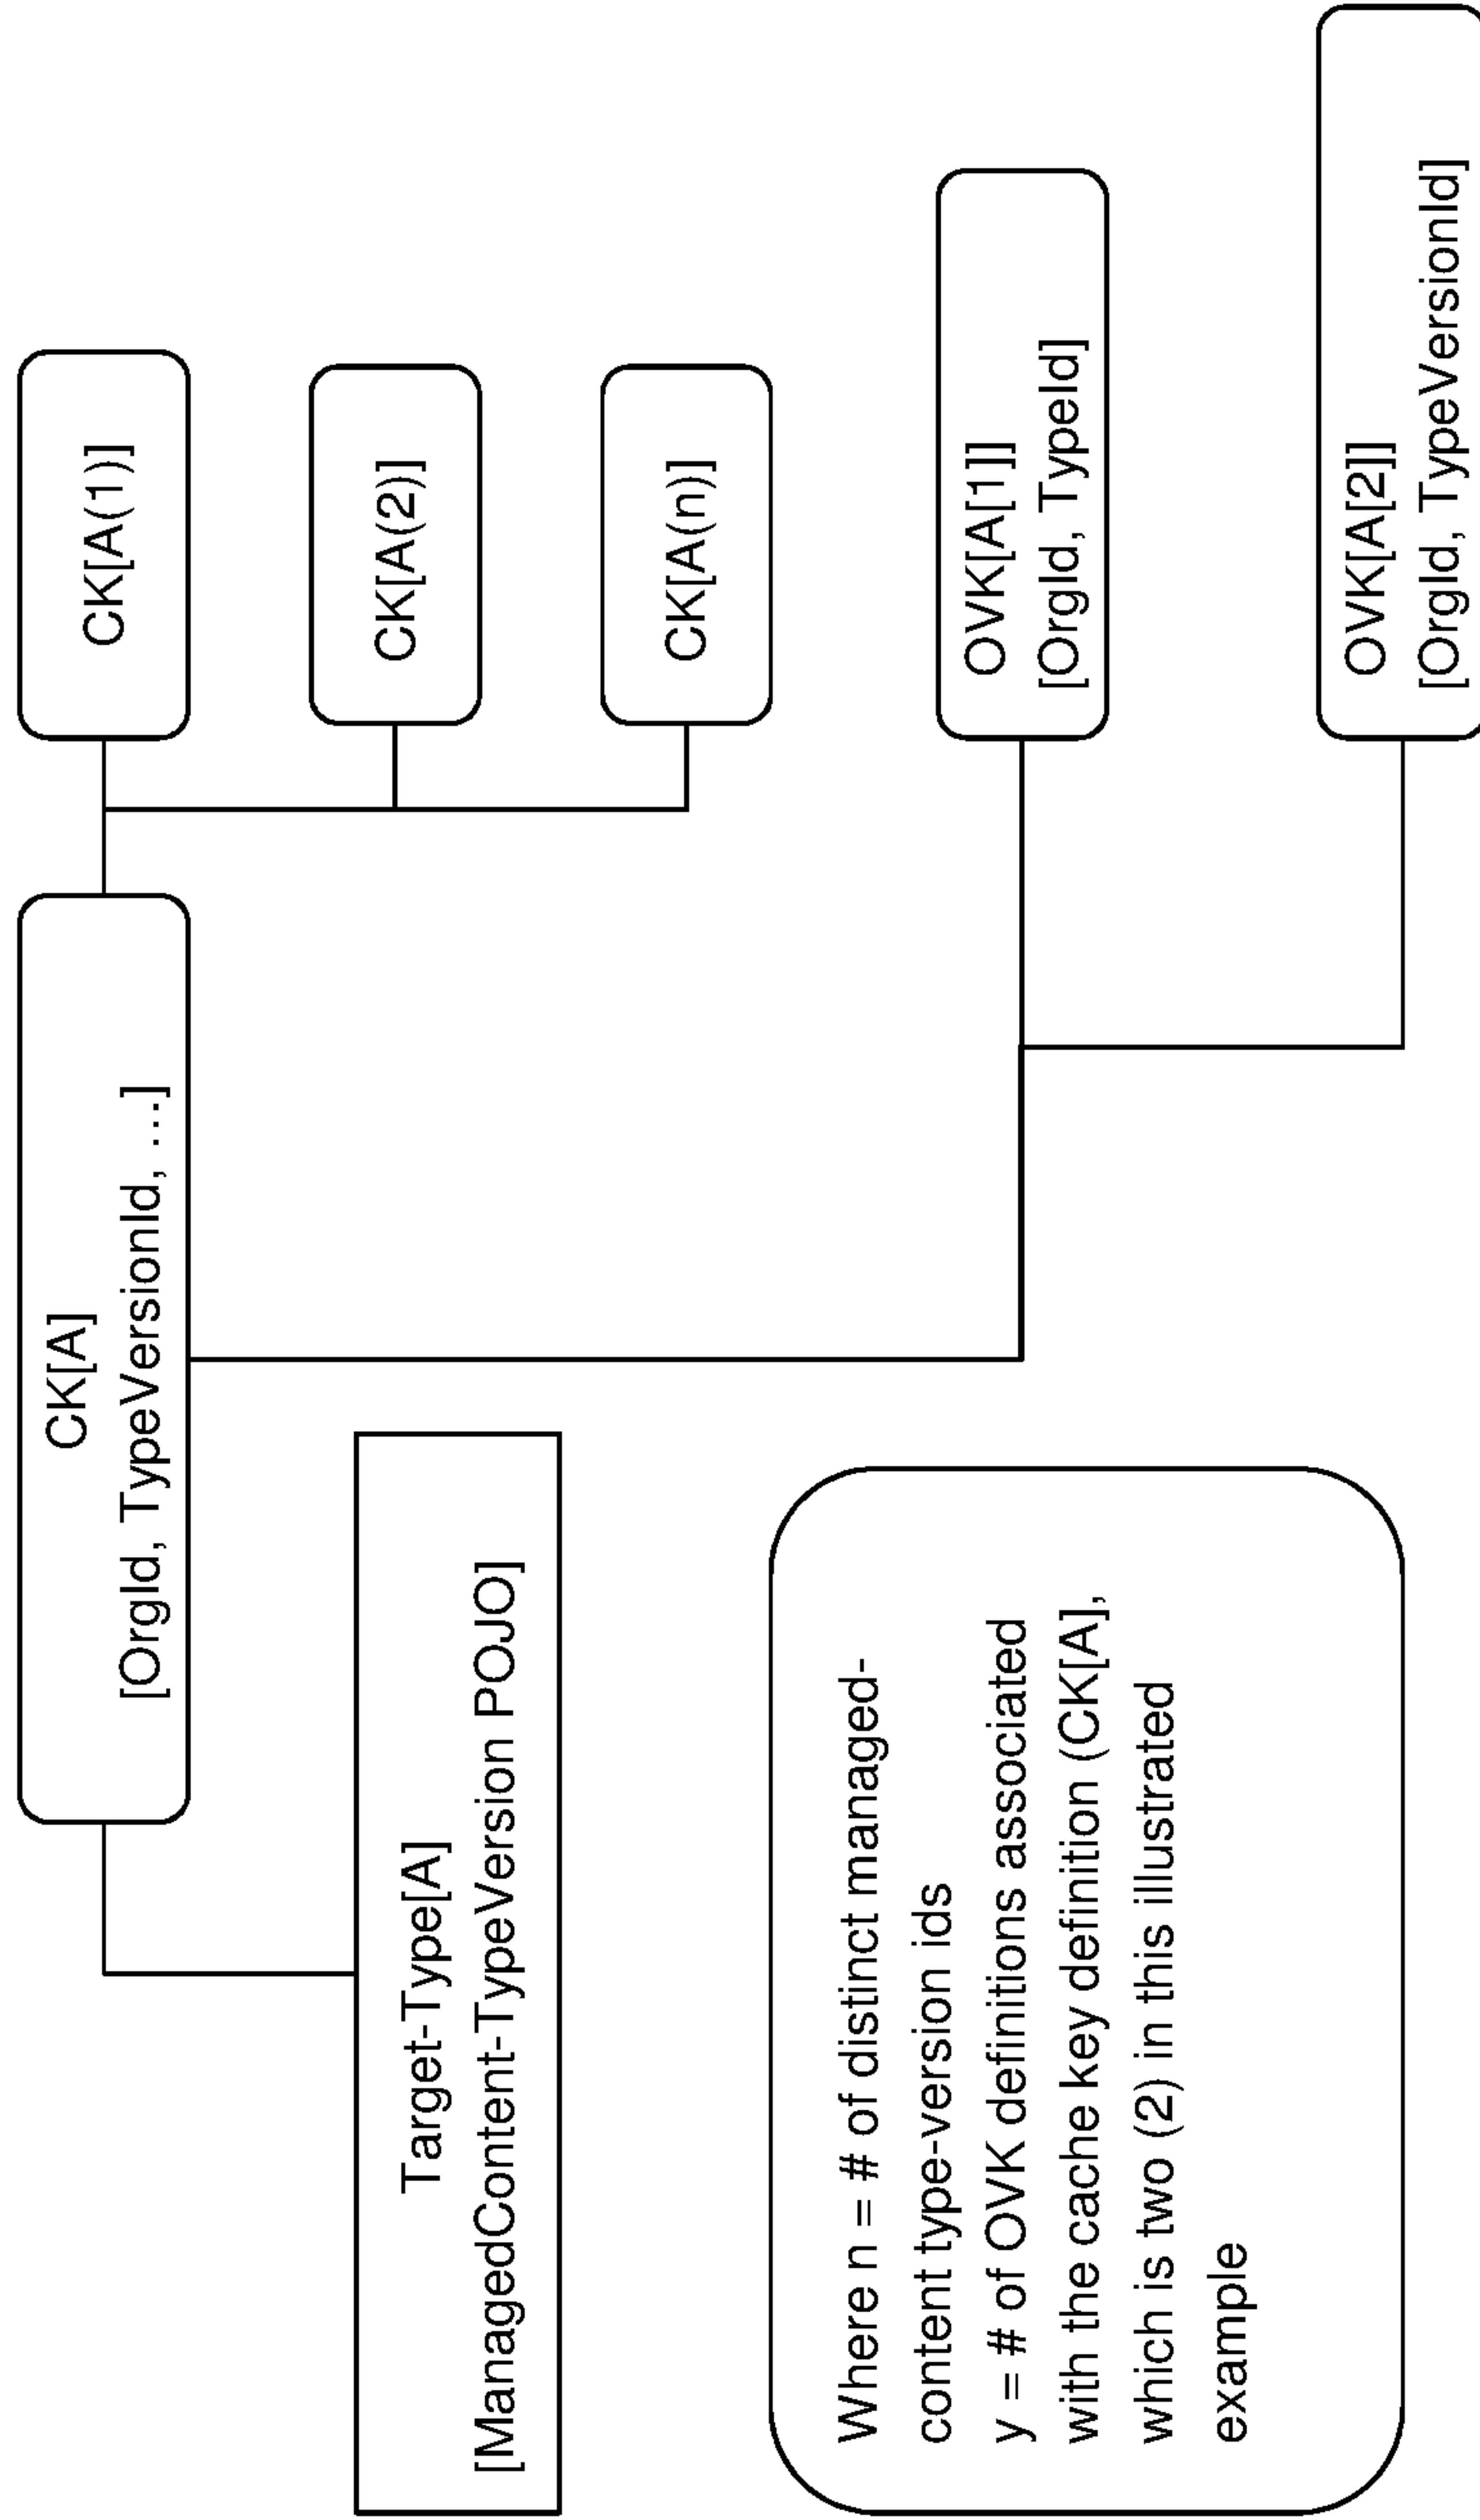 CK[A]
[OrgId, TypeVersionId, ...]
CK[A(1)]
CK[A(2)]
CK[A(n)]
Target-Type[A]
[ManagedContent-TypeVersion POJO]
OVK[A[1]]
[OrgId, TypeId]
OVK[A[2]]
[OrgId, TypeVersionId]
Where n = # of distinct managed-
content type-version ids
y = # of OVK definitions associated
with the cache key definition (CK[A],
which is two (2) in this illustrated
example